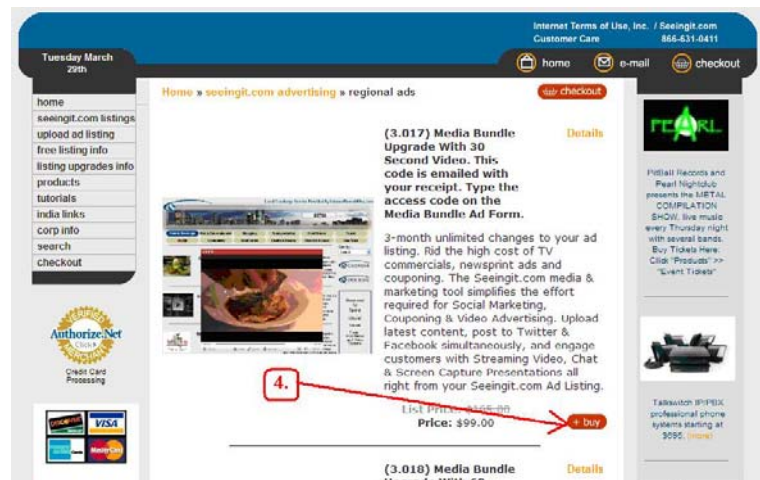 Internet Terms of Use, Inc. / Seeingit.com
Customer Care 866-631-0411
Tuesday March
29th
home
e-mail
checkout
home
seeingit.com listings
upload ad listing
free listing info
listing upgrades info
products
tutorials
india links
corp info
search
checkout
Authorize.Net
Click
Credit Card
Processing
DISCOVER
VISA
MasterCard
Home » seeingit.com advertising » regional ads
checkout
(3.017) Media Bundle
Upgrade With 30
Second Video. This
code is emailed with
your receipt. Type the
access code on the
Media Bundle Ad Form.
Details
3-month unlimited changes to your ad
listing. Rid the high cost of TV
commercials, newsprint ads and
couponing. The Seeingit.com media &
marketing tool simplifies the effort
required for Social Marketing,
Couponing & Video Advertising. Upload
latest content, post to Twitter &
Facebook simultaneously, and engage
customers with Streaming Video, Chat
& Screen Capture Presentations all
right from your Seeingit.com Ad Listing.
4.
List Price: $195.00
Price: $99.00
+ buy
(3.018) Media Bundle
Details
PEARL
PitBall Records and
Pearl Nightclub
presents the METAL
COMPILATION
SHOW, live music
every Thursday night
with several bands.
Buy Tickets Here:
Click "Products" >>
"Event Tickets"
Talkswitch IP/PBX
professional phone
systems starting at
$695. (more)